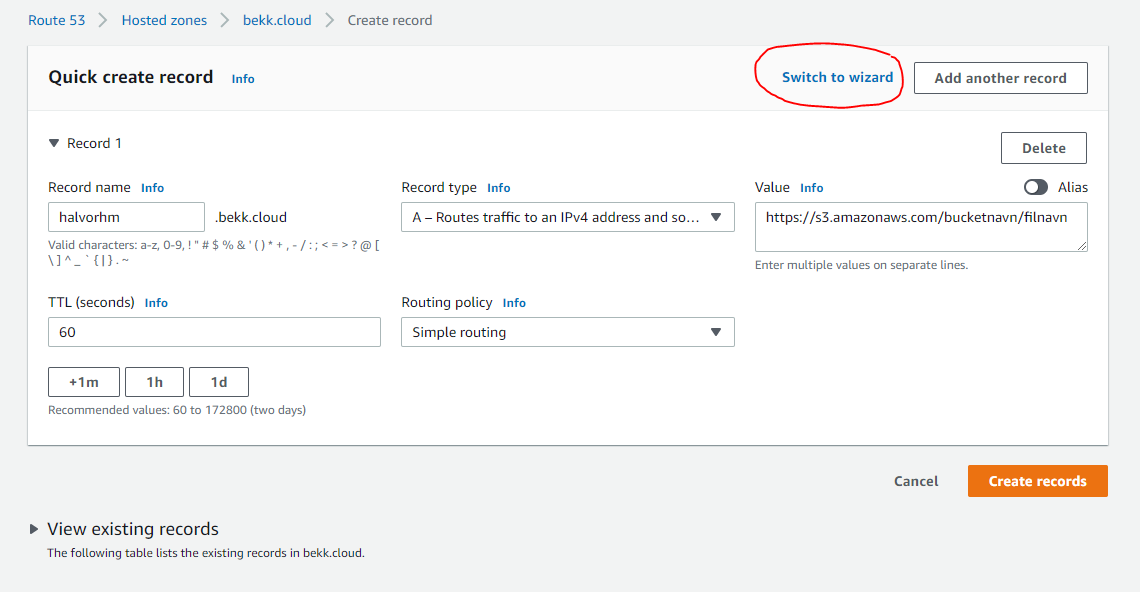 Route 53 > Hosted zones > bekk.cloud > Create record
Quick create record Info
Switch to wizard
Add another record
Record 1
Delete
Record name Info
halvorhm .bekk.cloud
Valid characters: a-z, 0-9, ! " # $ % & ' ( ) * + , - / : ; < = > ? @ [
\ ] ^ _ ` { | } . ~
Record type Info
A – Routes traffic to an IPv4 address and so...
Value Info
Alias
https://s3.amazonaws.com/bucketnavn/filnavn
Enter multiple values on separate lines.
TTL (seconds) Info
60
+1m 1h 1d
Recommended values: 60 to 172800 (two days)
Routing policy Info
Simple routing
Cancel
Create records
View existing records
The following table lists the existing records in bekk.cloud.